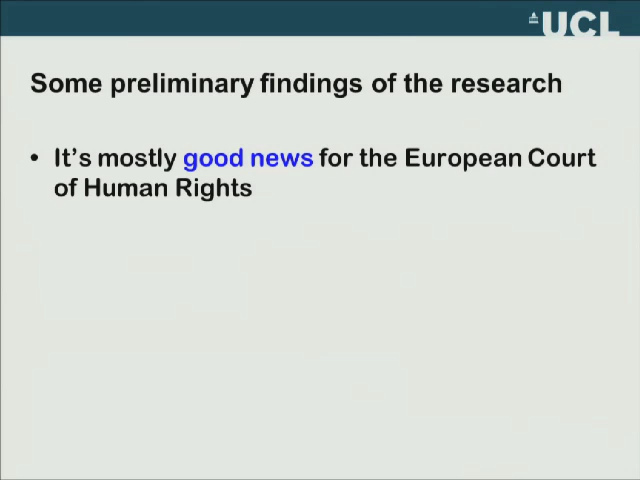 UCL
Some preliminary findings of the research
• It's mostly good news for the European Court
of Human Rights